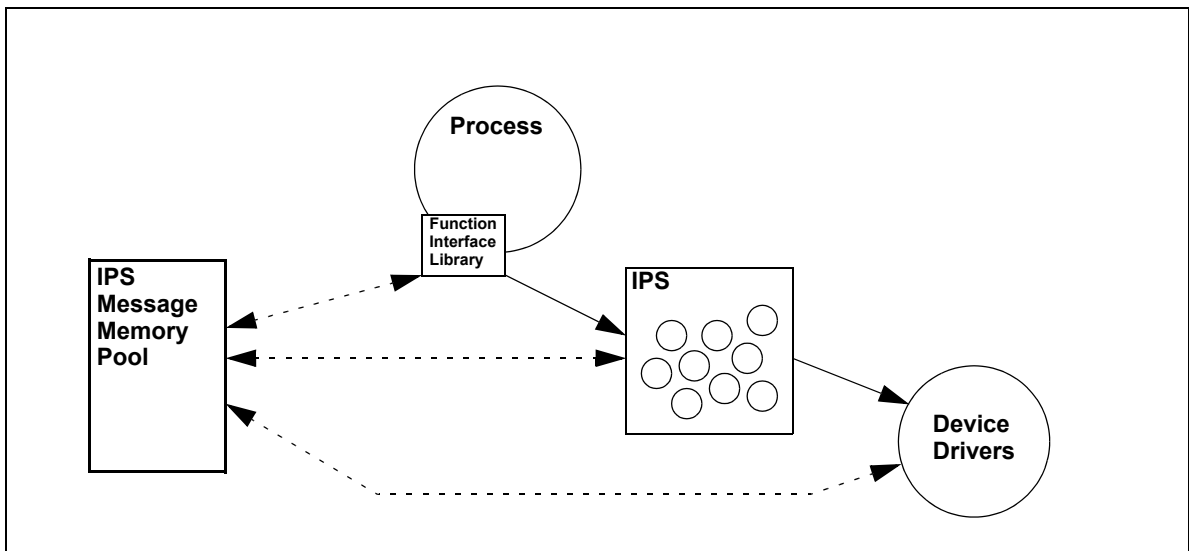 Process
Function
Interface
Library
IPS
Message
Memory
Pool
IPS
Device
Drivers